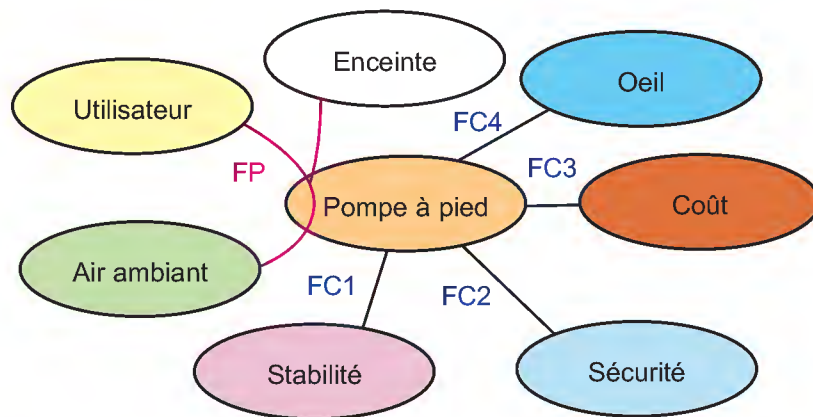 Enceinte
Oeil
Utilisateur
FC4
FP
FC3
Pompe à pied
Coût
Air ambiant
FC1
FC2
Stabilité
Sécurité